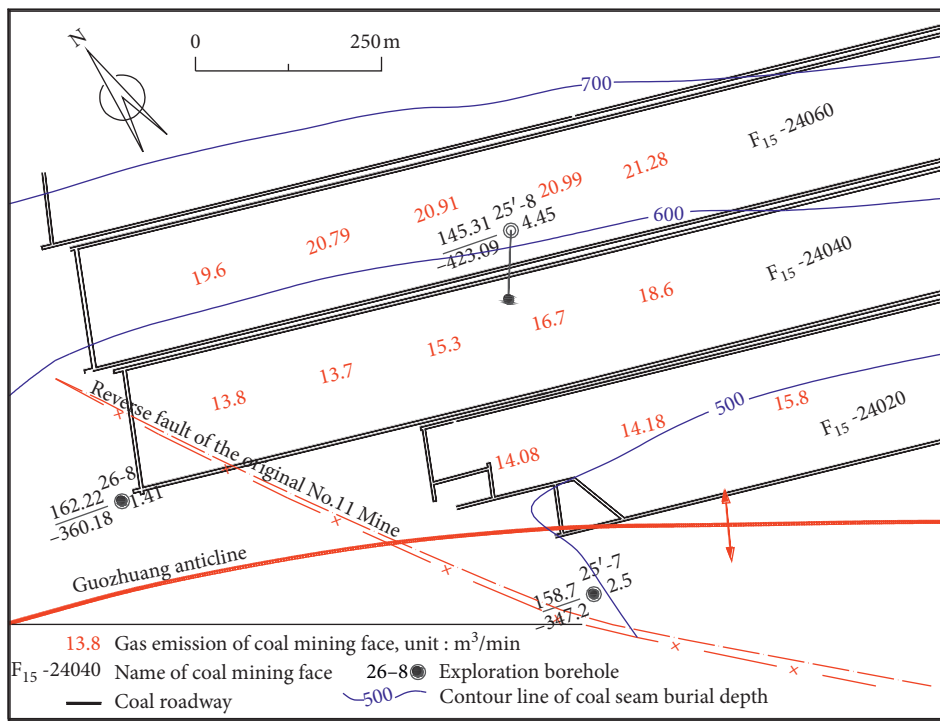 N
0 250 m
700
F15 -24060
21.28
20.99
20.91
20.79
19.6
145.31 25′-8
-423.09 4.45
600
F15 -24040
18.6
16.7
15.3
13.7
13.8
500
15.8
14.18
14.08
F15 -24020
Reverse fault of the original No.11 Mine
162.22 26-8
-360.18 1.41
Guozhuang anticline
158.7 25′-7
-347.2 2.5
13.8 Gas emission of coal mining face, unit : m³/min
F15 -24040 Name of coal mining face
26–8 Exploration borehole
Coal roadway
500 Contour line of coal seam burial depth